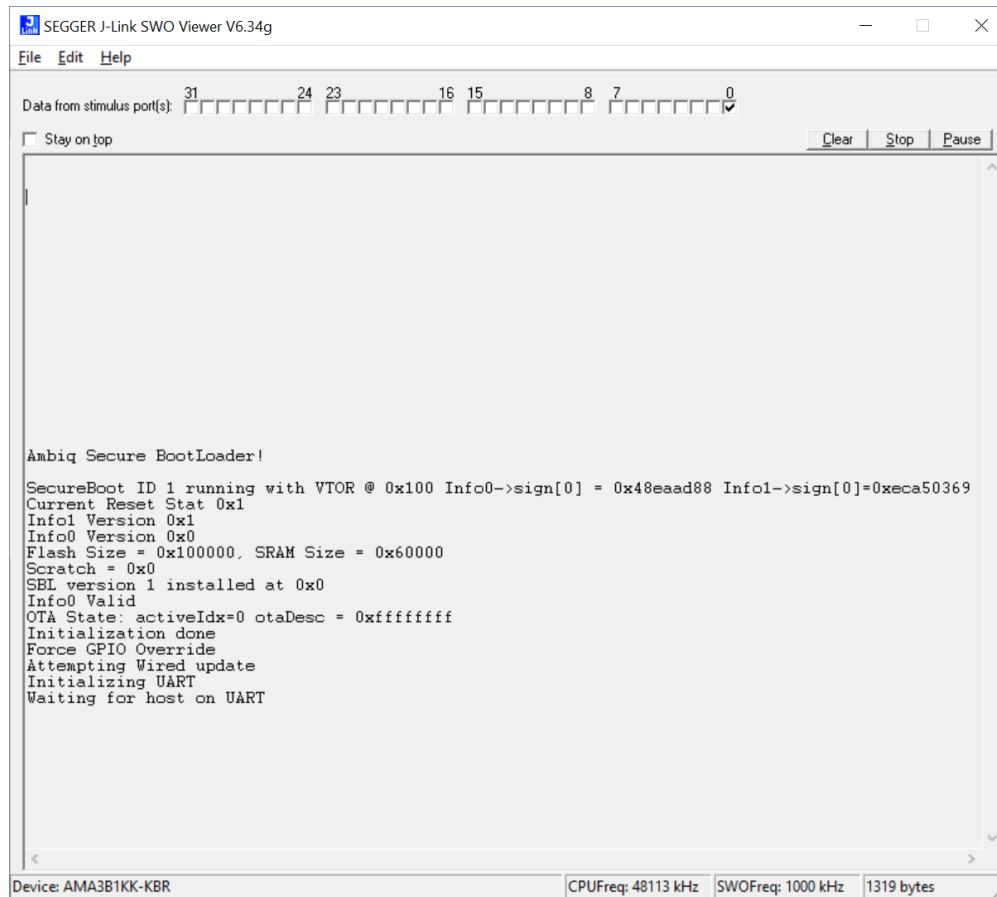 SEGGER J-Link SWO Viewer V6.34g
File Edit Help
31 24 23 16 15 8 7 0
Data from stimulus port(s):
Stay on top
Clear Stop Pause
Ambiq Secure BootLoader!
SecureBoot ID 1 running with VTOR @ 0x100 Info0->sign[0] = 0x48eaad88 Info1->sign[0]=0xeca50369
Current Reset Stat 0x1
Info1 Version 0x1
Info0 Version 0x0
Flash Size = 0x100000, SRAM Size = 0x60000
Scratch = 0x0
SBL version 1 installed at 0x0
Info0 Valid
OTA State: activeIdx=0 otaDesc = 0xffffffff
Initialization done
Force GPIO Override
Attempting Wired update
Initializing UART
Waiting for host on UART
Device: AMA3B1KK-KBR CPUFreq: 48113 kHz SWOFreq: 1000 kHz 1319 bytes